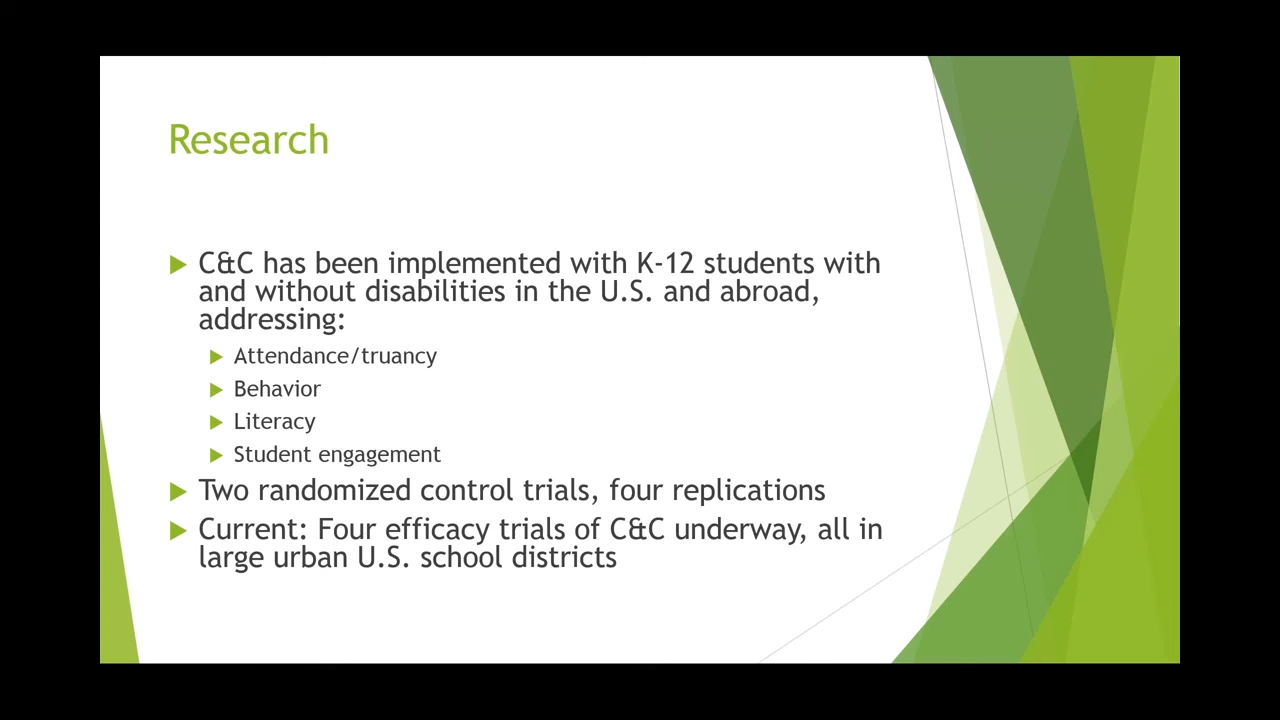 Research
C&C has been implemented with K-12 students with
and without disabilities in the U.S. and abroad,
addressing:
Attendance/truancy
Behavior
Literacy
Student engagement
Two randomized control trials, four replications
Current: Four efficacy trials of C&C underway, all in
large urban U.S. school districts